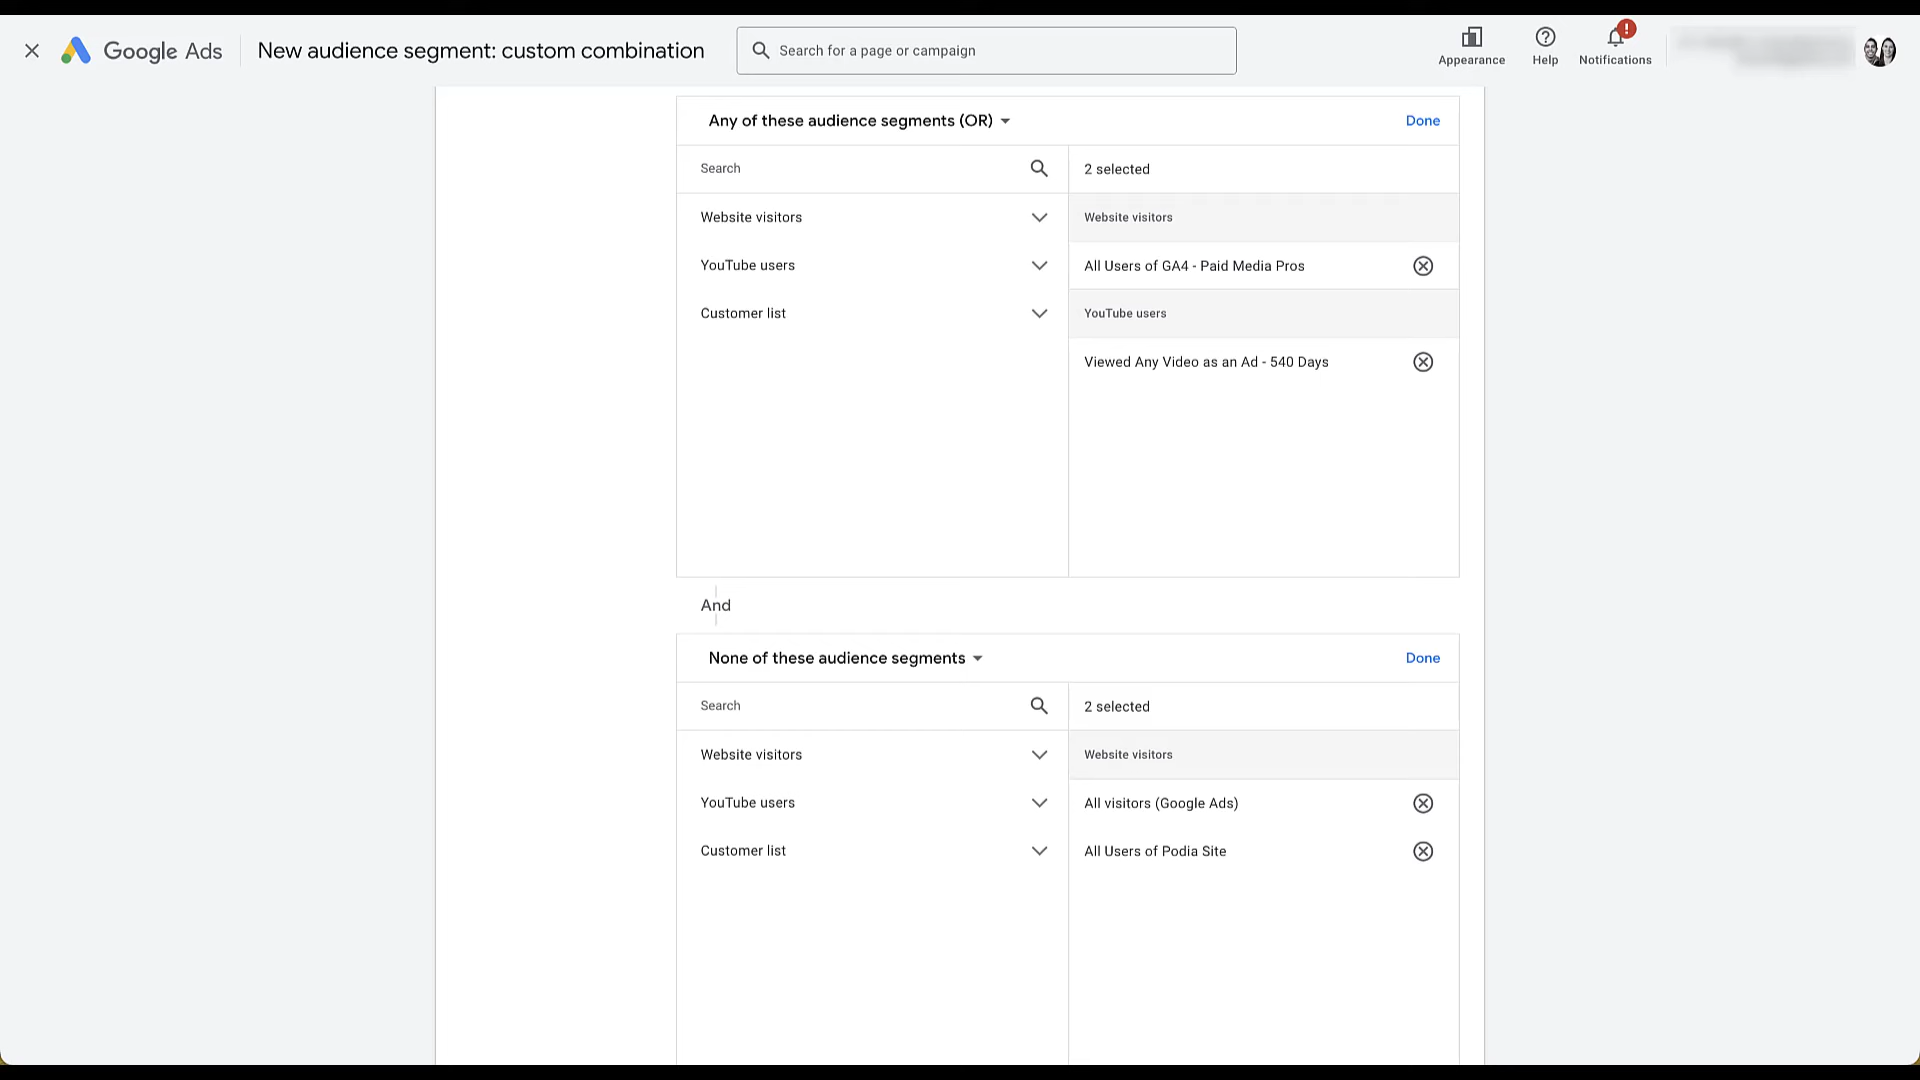 Google Ads
New audience segment: custom combination
Search for a page or campaign
Appearance
Help
!
Notifications
Any of these audience segments (OR)
Done
Search
2 selected
Website visitors
Website visitors
YouTube users
All Users of GA4 - Paid Media Pros
Customer list
YouTube users
Viewed Any Video as an Ad - 540 Days
And
None of these audience segments
Done
Search
2 selected
Website visitors
Website visitors
YouTube users
All visitors (Google Ads)
Customer list
All Users of Podia Site